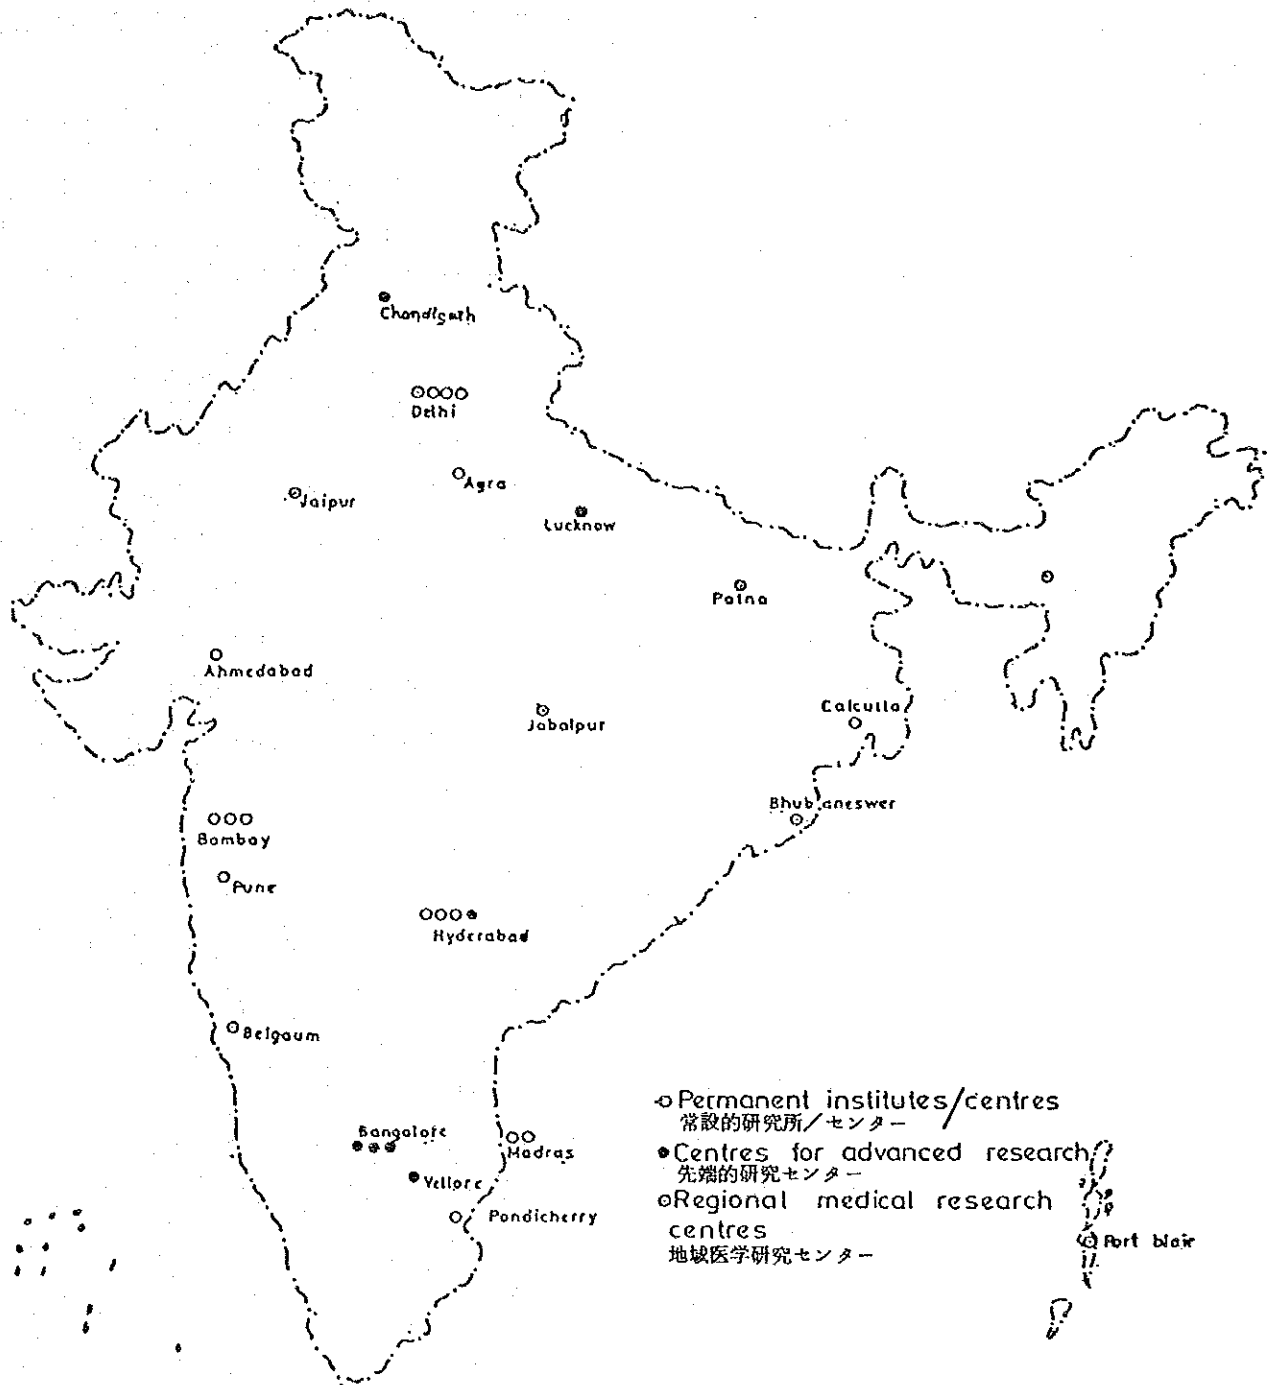 Chandigarh
Delhi
Agra
Jaipur
Lucknow
Patna
Ahmedabad
Calcutta
Jabalpur
Bhubaneswer
Bombay
Pune
Hyderabad
Belgaum
Permanent institutes/centres
常設的研究所/センター
Bangalore
Madras
Centres for advanced research
先端的研究センター
Vellore
Regional medical research
centres
Pondicherry
地域医学研究センター
Port blair